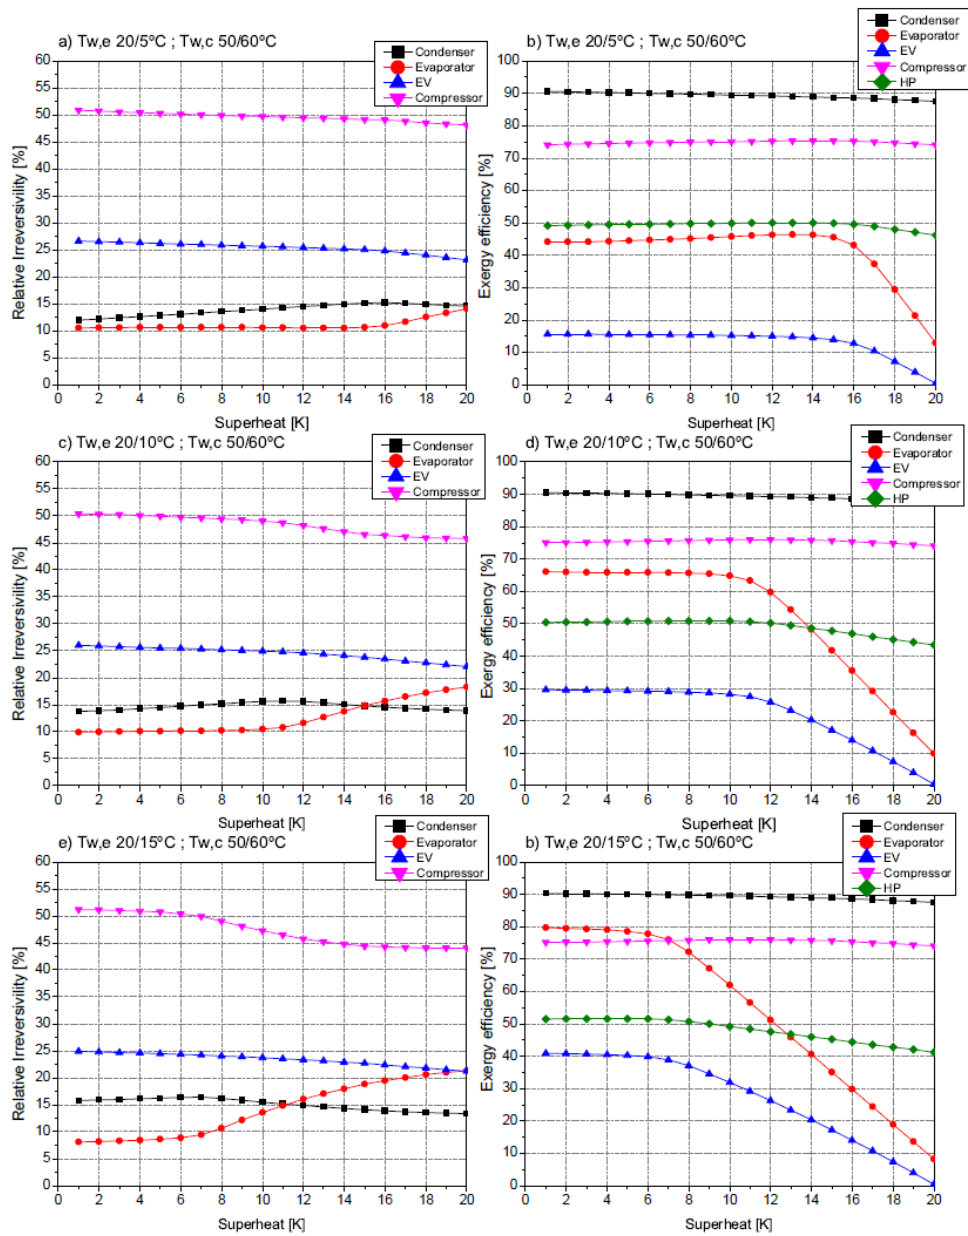 a) Tw,e 20/5ºC ; Tw,c 50/60ºC
Condenser
Evaporator
EV
Compressor
Relative Irreversivility [%]
60
55
50
45
40
35
30
25
20
15
10
5
0
0 2 4 6 8 10 12 14 16 18 20
Superheat [K]
b) Tw,e 20/5ºC ; Tw,c 50/60ºC
Condenser
Evaporator
EV
Compressor
HP
Exergy efficiency [%]
100
90
80
70
60
50
40
30
20
10
0
0 2 4 6 8 10 12 14 16 18 20
Superheat [K]
c) Tw,e 20/10ºC ; Tw,c 50/60ºC
Condenser
Evaporator
EV
Compressor
Relative Irreversivility [%]
60
55
50
45
40
35
30
25
20
15
10
5
0
0 2 4 6 8 10 12 14 16 18 20
Superheat [K]
d) Tw,e 20/10ºC ; Tw,c 50/60ºC
Condenser
Evaporator
EV
Compressor
HP
Exergy efficiency [%]
100
90
80
70
60
50
40
30
20
10
0
0 2 4 6 8 10 12 14 16 18 20
Superheat [K]
e) Tw,e 20/15ºC ; Tw,c 50/60ºC
Condenser
Evaporator
EV
Compressor
Relative Irreversivility [%]
60
55
50
45
40
35
30
25
20
15
10
5
0
0 2 4 6 8 10 12 14 16 18 20
Superheat [K]
b) Tw,e 20/15ºC ; Tw,c 50/60ºC
Condenser
Evaporator
EV
Compressor
HP
Exergy efficiency [%]
100
90
80
70
60
50
40
30
20
10
0
0 2 4 6 8 10 12 14 16 18 20
Superheat [K]